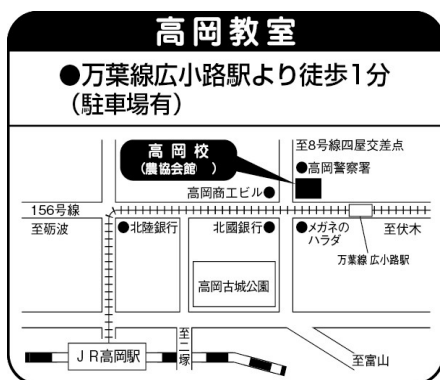 高岡教室
●万葉線広小路駅より徒歩1分
（駐車場有）
至8号線四屋交差点
高岡校
（農協会館　）
●高岡警察署
高岡商工ビル●
156号線
至砺波
●北陸銀行
北國銀行●
●メガネの
ハラダ
至伏木
万葉線 広小路駅
高岡古城公園
至二塚
JR高岡駅
至富山